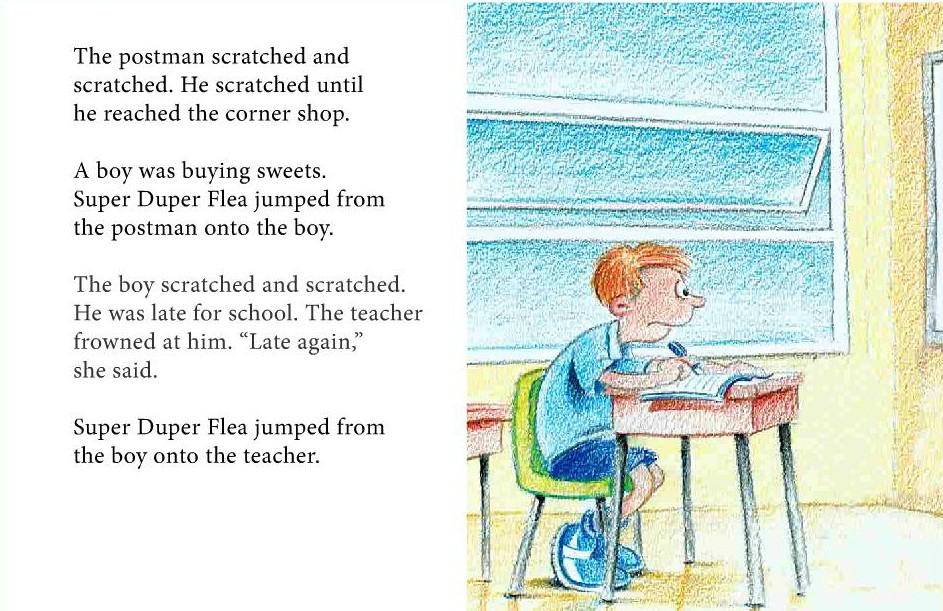 The postman scratched and
scratched. He scratched until
he reached the corner shop.
A boy was buying sweets.
Super Duper Flea jumped from
the postman onto the boy.
The boy scratched and scratched.
He was late for school. The teacher
frowned at him. “Late again,”
she said.
Super Duper Flea jumped from
the boy onto the teacher.